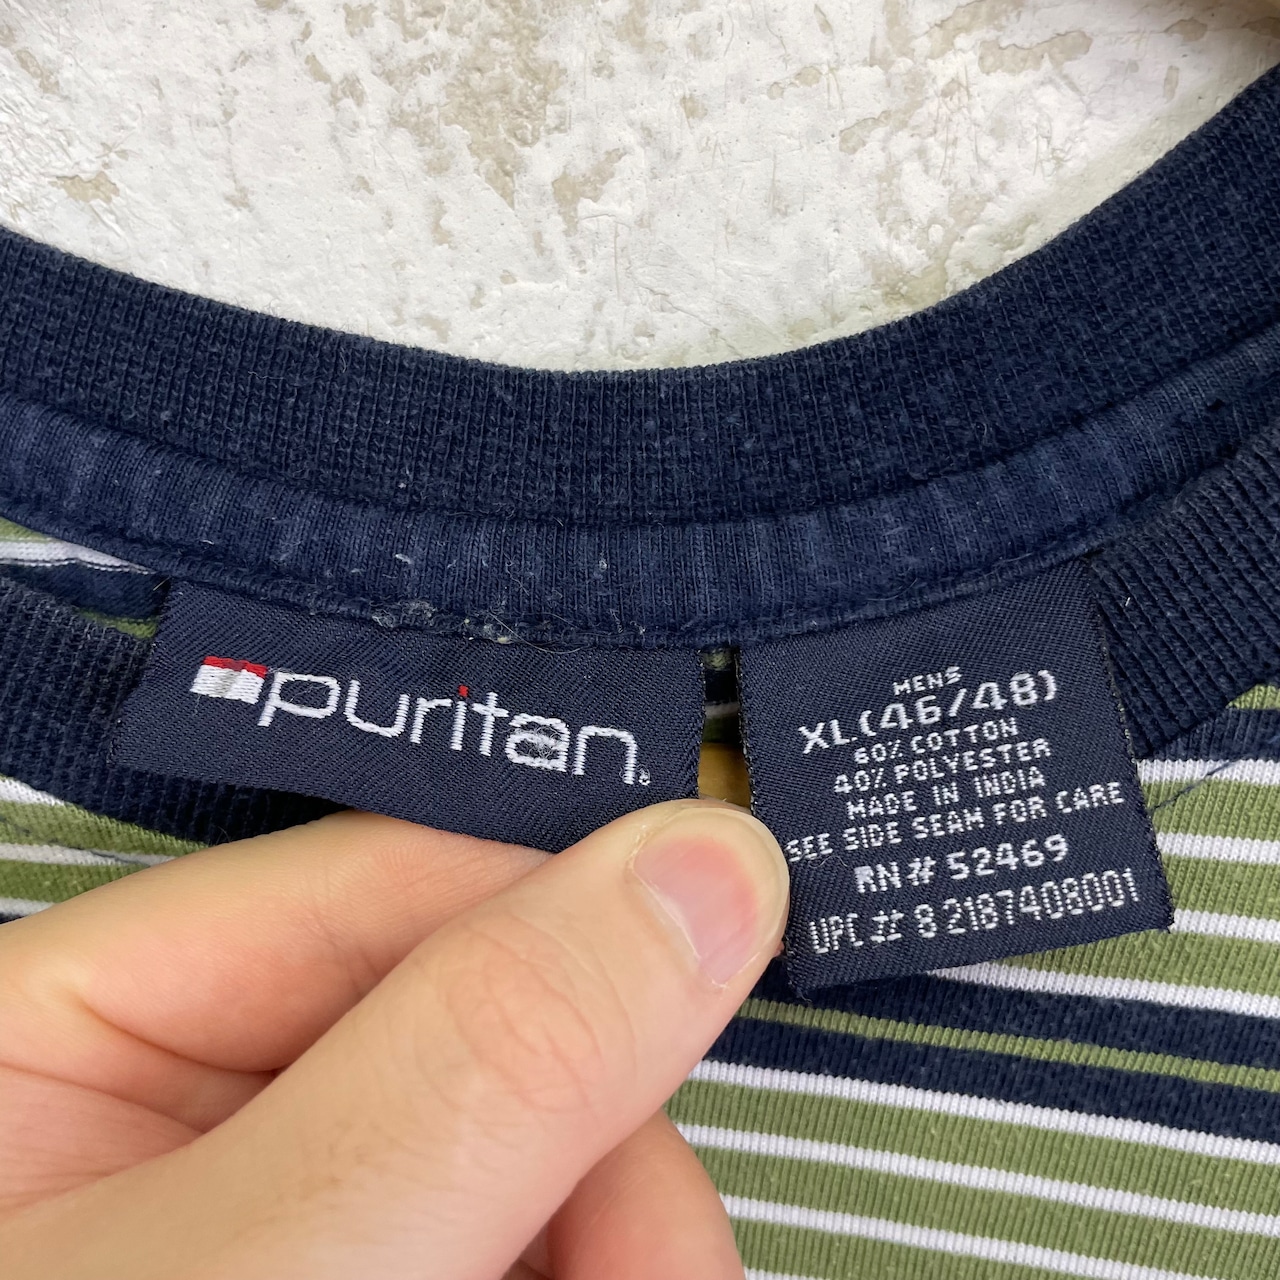 puritan
MENS
XL (46/48)
60% COTTON
40% POLYESTER
MADE IN INDIA
SEE SIDE SEAM FOR CARE
RN # 52469
UPC # 8 2187408001